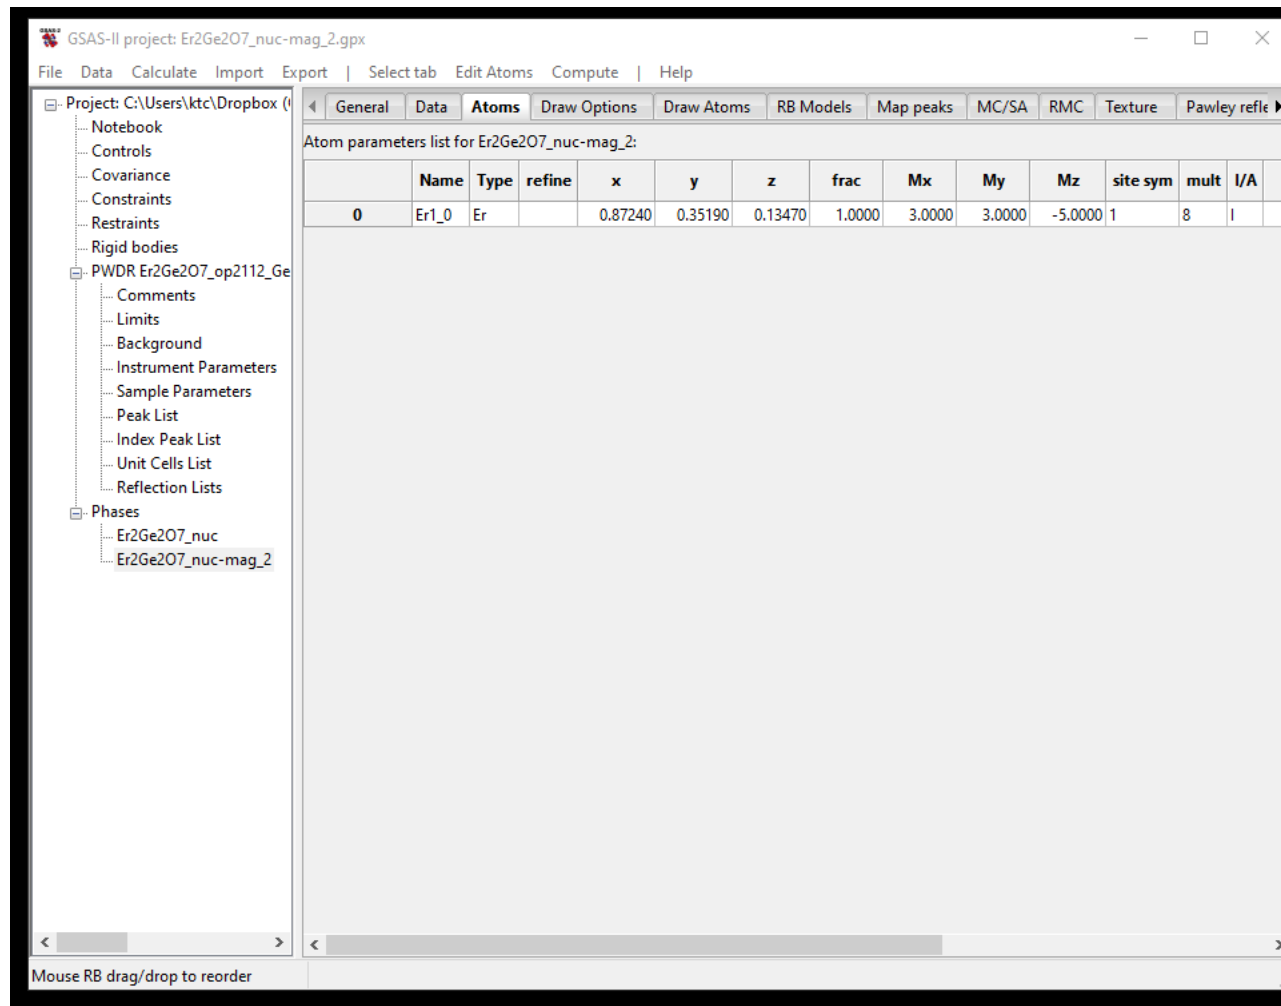 GSAS-II project: Er2Ge2O7_nuc-mag_2.gpx
File Data Calculate Import Export | Select tab Edit Atoms Compute | Help
Project: C:\Users\ktc\Dropbox (
Notebook
Controls
Covariance
Constraints
Restraints
Rigid bodies
PWDR Er2Ge2O7_op2112_Ge
Comments
Limits
Background
Instrument Parameters
Sample Parameters
Peak List
Index Peak List
Unit Cells List
Reflection Lists
Phases
Er2Ge2O7_nuc
Er2Ge2O7_nuc-mag_2
General Data Atoms Draw Options Draw Atoms RB Models Map peaks MC/SA RMC Texture Pawley refle
Atom parameters list for Er2Ge2O7_nuc-mag_2:
Name Type refine x y z frac Mx My Mz site sym mult I/A
0 Er1_0 Er 0.87240 0.35190 0.13470 1.0000 3.0000 3.0000 -5.0000 1 8 I
Mouse RB drag/drop to reorder